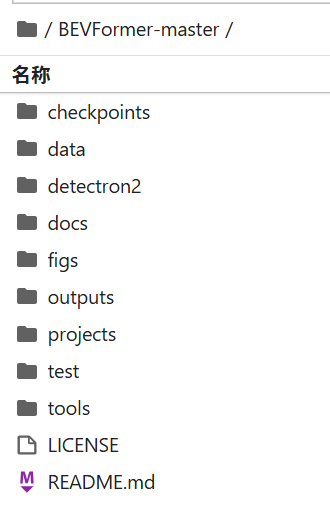 / BEVFormer-master /
名称
checkpoints
data
detectron2
docs
figs
outputs
projects
test
tools
LICENSE
M README.md